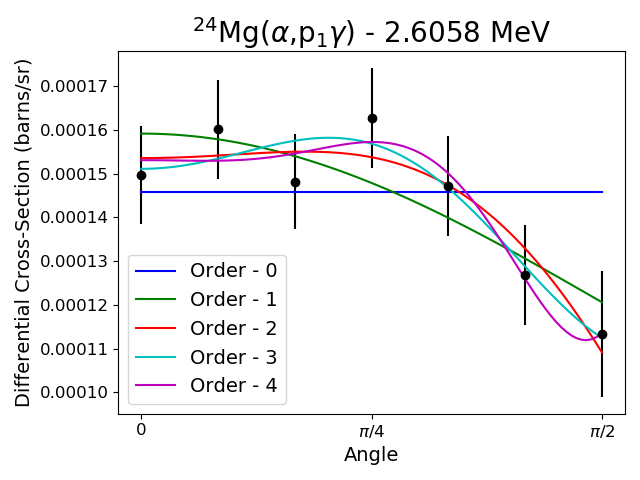 ²⁴Mg(α,p₁γ) - 2.6058 MeV
Differential Cross-Section (barns/sr)
0.00017
0.00016
0.00015
0.00014
0.00013
0.00012
0.00011
0.00010
Order - 0
Order - 1
Order - 2
Order - 3
Order - 4
0 π/4 π/2
Angle